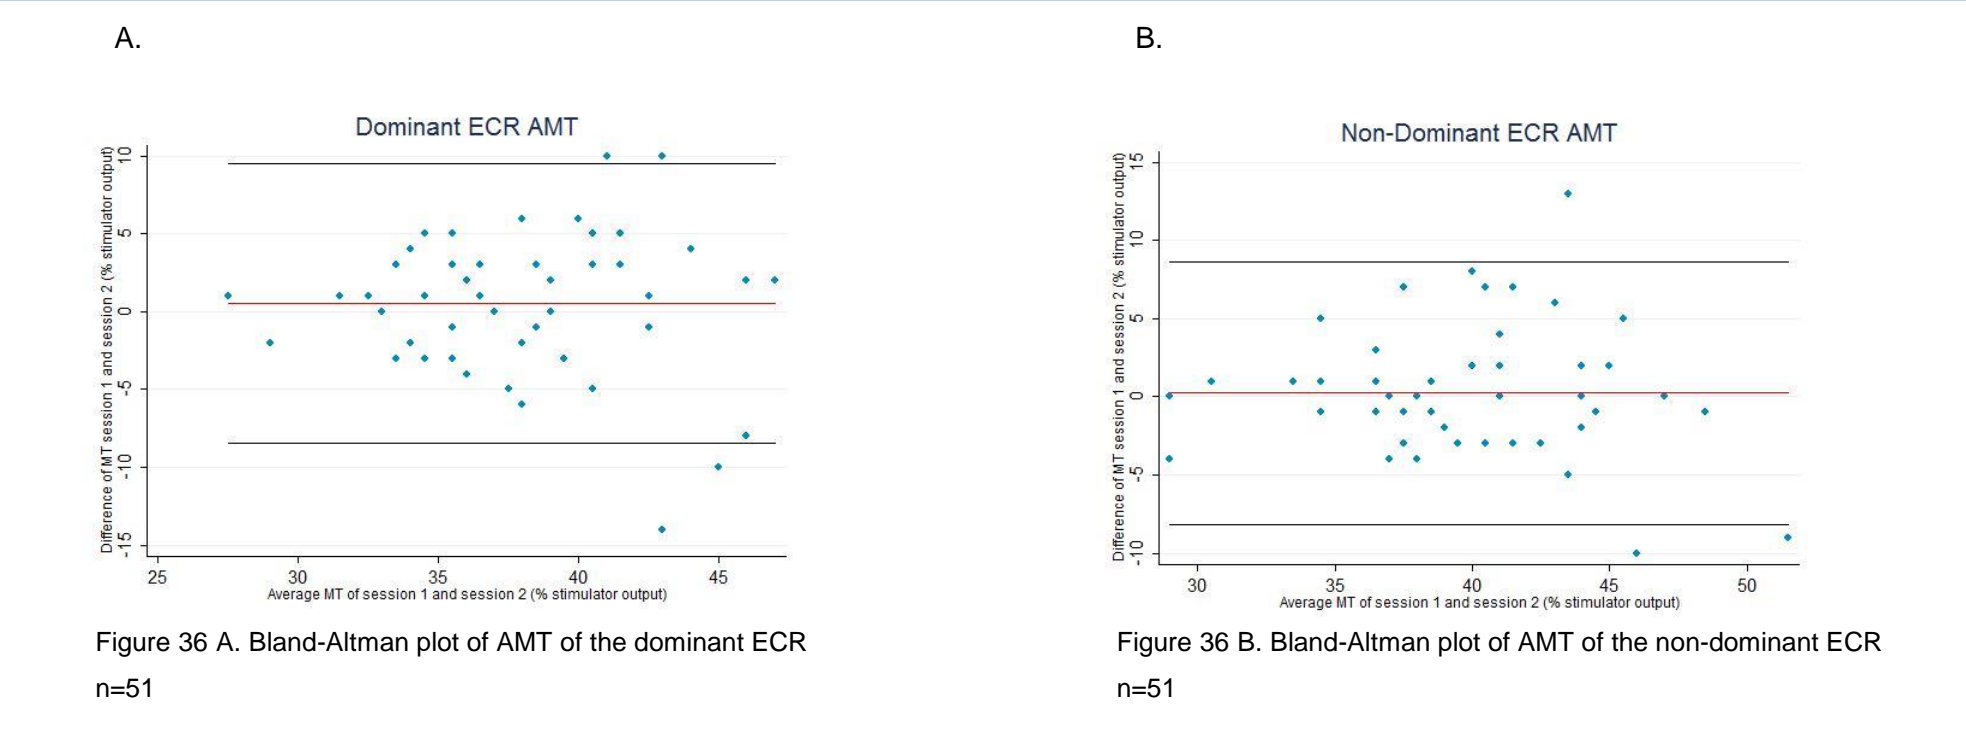 A.
Dominant ECR AMT
Difference of MT session 1 and session 2 (% stimulator output)
10
5
0
-5
-10
-15
25 30 35 40 45
Average MT of session 1 and session 2 (% stimulator output)
Figure 36 A. Bland-Altman plot of AMT of the dominant ECR
n=51
B.
Non-Dominant ECR AMT
Difference of MT session 1 and session 2 (% stimulator output)
15
10
5
0
-5
-10
30 35 40 45 50
Average MT of session 1 and session 2 (% stimulator output)
Figure 36 B. Bland-Altman plot of AMT of the non-dominant ECR
n=51